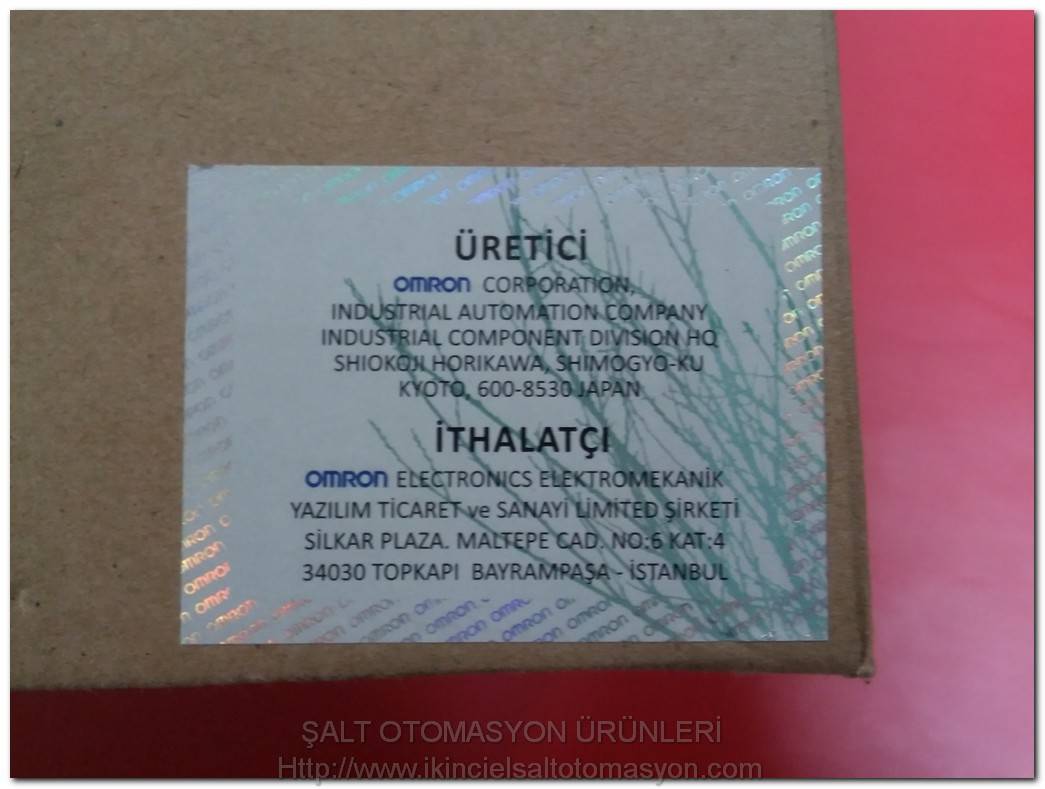 ÜRETİCİ
OMRON CORPORATION,
INDUSTRIAL AUTOMATION COMPANY
INDUSTRIAL COMPONENT DIVISION HQ
SHIOKOJI HORIKAWA, SHIMOGYO-KU
KYOTO, 600-8530 JAPAN
İTHALATÇI
OMRON ELECTRONICS ELEKTROMEKANİK
YAZILIM TİCARET ve SANAYİ LİMİTED ŞİRKETİ
SİLKAR PLAZA. MALTEPE CAD. NO:6 KAT:4
34030 TOPKAPI BAYRAMPAŞA - İSTANBUL
ŞALT OTOMASYON ÜRÜNLERİ
Http://www.ikincielsaltotomasyon.com